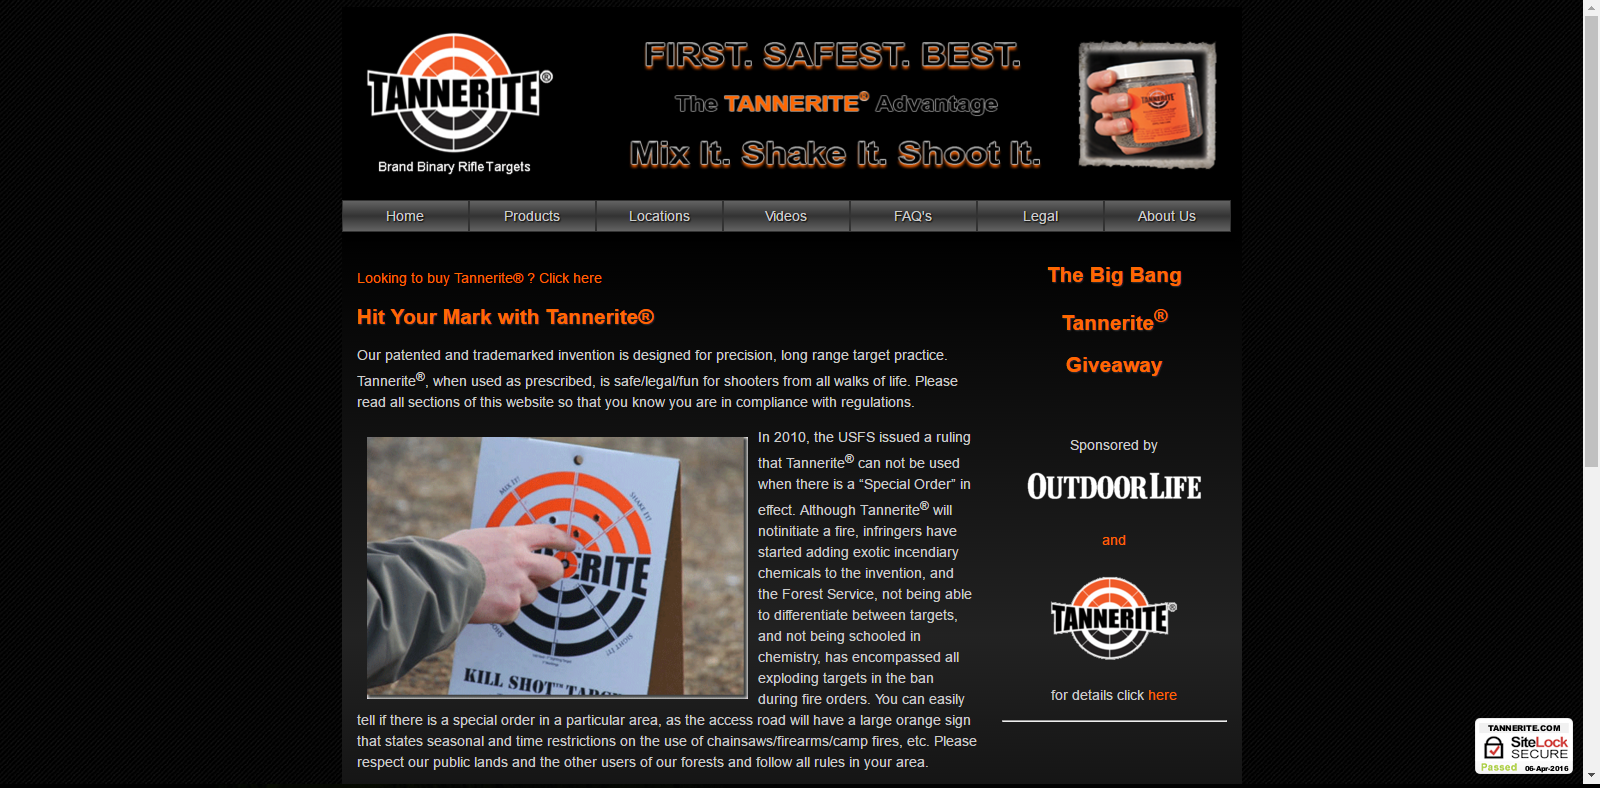 TANNERITE®
Brand Binary Rifle Targets
FIRST. SAFEST. BEST.
The TANNERITE® Advantage
Mix It. Shake It. Shoot It.
TANNERITE
Home Products Locations Videos FAQ's Legal About Us
Looking to buy Tannerite® ? Click here
Hit Your Mark with Tannerite®
Our patented and trademarked invention is designed for precision, long range target practice.
Tannerite®, when used as prescribed, is safe/legal/fun for shooters from all walks of life. Please
read all sections of this website so that you know you are in compliance with regulations.
MIX IT!
SHAKE IT!
TANNERITE
SIGHT IT!
KILL SHOT™ TARG
In 2010, the USFS issued a ruling
that Tannerite® can not be used
when there is a “Special Order” in
effect. Although Tannerite® will
notinitiate a fire, infringers have
started adding exotic incendiary
chemicals to the invention, and
the Forest Service, not being able
to differentiate between targets,
and not being schooled in
chemistry, has encompassed all
exploding targets in the ban
during fire orders. You can easily
tell if there is a special order in a particular area, as the access road will have a large orange sign
that states seasonal and time restrictions on the use of chainsaws/firearms/camp fires, etc. Please
respect our public lands and the other users of our forests and follow all rules in your area.
The Big Bang
Tannerite®
Giveaway
Sponsored by
OUTDOOR LIFE
and
TANNERITE®
for details click here
TANNERITE.COM
SiteLock
SECURE
Passed 06-Apr-2016